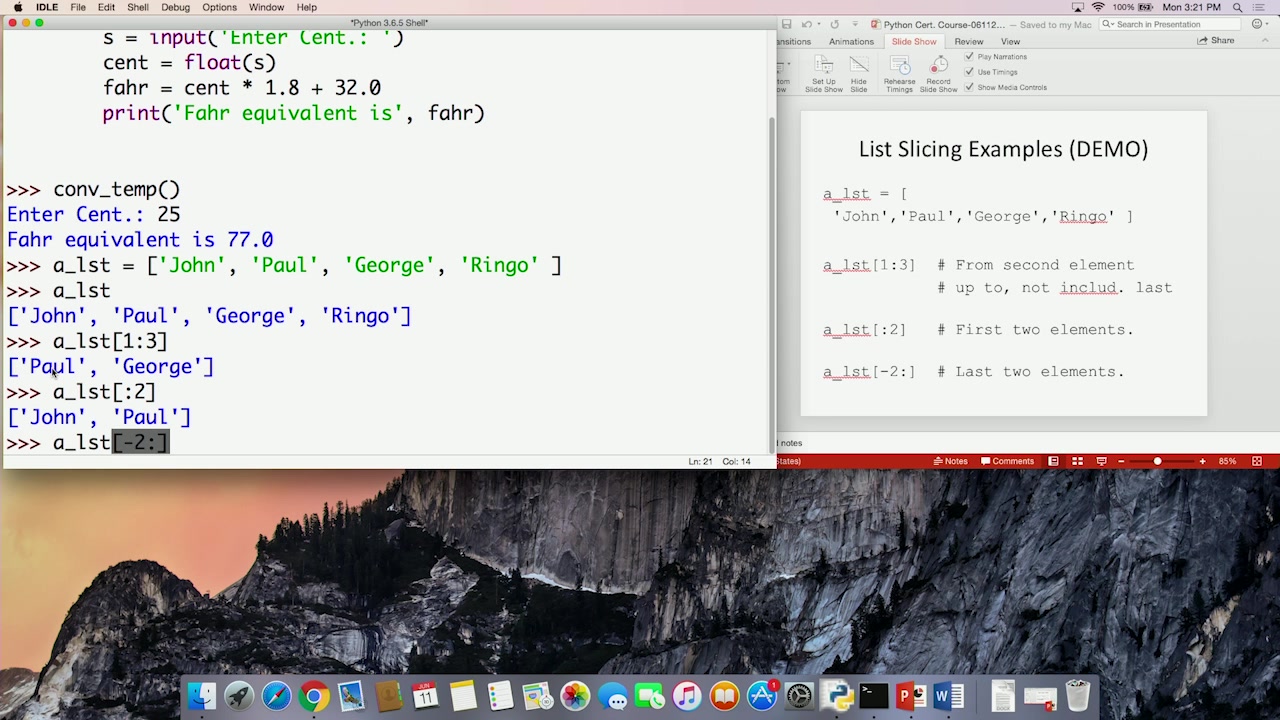 IDLE File Edit Shell Debug Options Window Help 100% Mon 3:21 PM
*Python 3.6.5 Shell*
s = input('Enter Cent.: ')
cent = float(s)
fahr = cent * 1.8 + 32.0
print('Fahr equivalent is', fahr)
>>> conv_temp()
Enter Cent.: 25
Fahr equivalent is 77.0
>>> a_lst = ['John', 'Paul', 'George', 'Ringo' ]
>>> a_lst
['John', 'Paul', 'George', 'Ringo']
>>> a_lst[1:3]
['Paul', 'George']
>>> a_lst[:2]
['John', 'Paul']
>>> a_lst[-2:]
Ln: 21 Col: 14
Python Cert. Course-06112... — Saved to my Mac
Search in Presentation
ansitions Animations Slide Show Review View Share
tom
ow
Set Up
Slide Show
Hide
Slide
Rehearse
Timings
Record
Slide Show
Play Narrations
Use Timings
Show Media Controls
List Slicing Examples (DEMO)
a_lst = [
'John','Paul','George','Ringo' ]
a_lst[1:3] # From second element
# up to, not includ. last
a_lst[:2] # First two elements.
a_lst[-2:] # Last two elements.
d notes
States) Notes Comments 85%
JUN
11
1